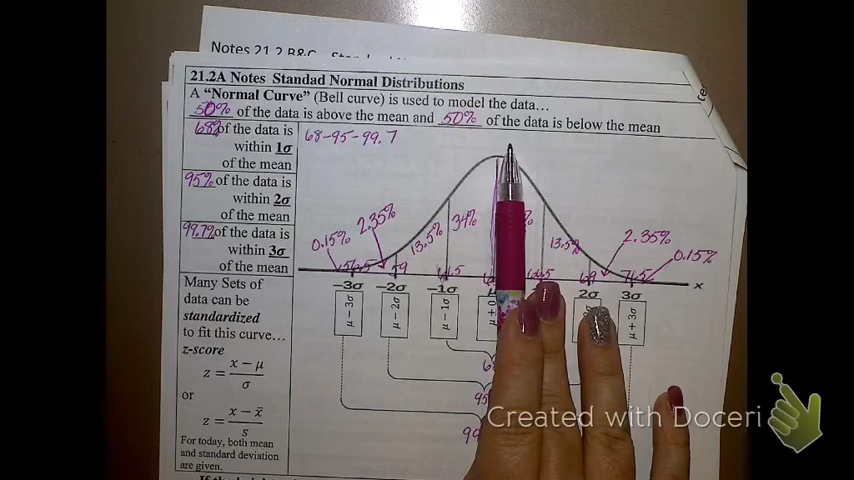 Notes 21.2 B&C
21.2A Notes Standad Normal Distributions
A “Normal Curve” (Bell curve) is used to model the data…
50% of the data is above the mean and 50% of the data is below the mean
68% of the data is
within 1σ
of the mean
68-95-99.7
95% of the data is
within 2σ
of the mean
99.7% of the data is
within 3σ
of the mean
0.15% 2.35% 13.5% 34% % 13.5% 2.35% 0.15%
x
-3σ -2σ -1σ 2σ 3σ
μ – 3σ μ – 2σ μ – 1σ μ + 3σ
Many Sets of
data can be
standardized
to fit this curve…
z-score
z = x − μ / σ
or
z = x − x̄ / s
For today, both mean
and standard deviation
are given.
95
99
Created with Doceri